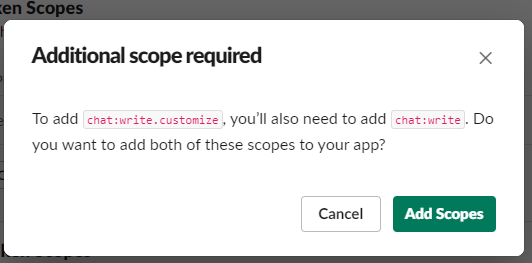 ken Scopes
Additional scope required
To add chat:write.customize, you’ll also need to add chat:write. Do
you want to add both of these scopes to your app?
Cancel
Add Scopes